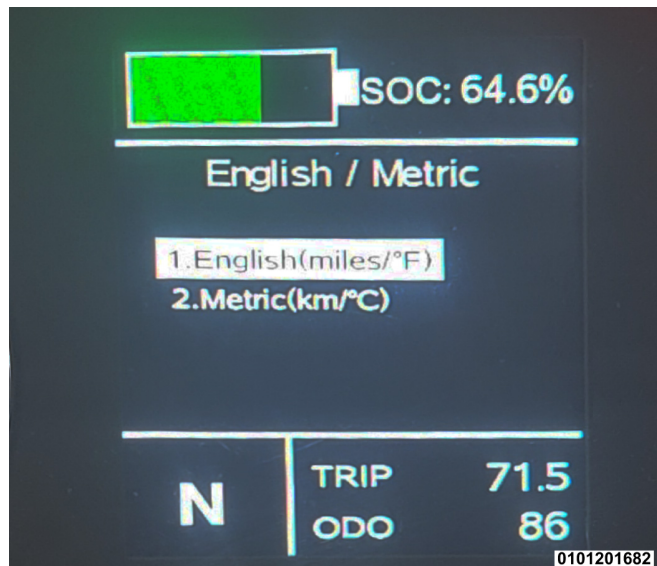 SOC: 64.6%
English / Metric
1.English(miles/°F)
2.Metric(km/°C)
N
TRIP 71.5
ODO 86
0101201682